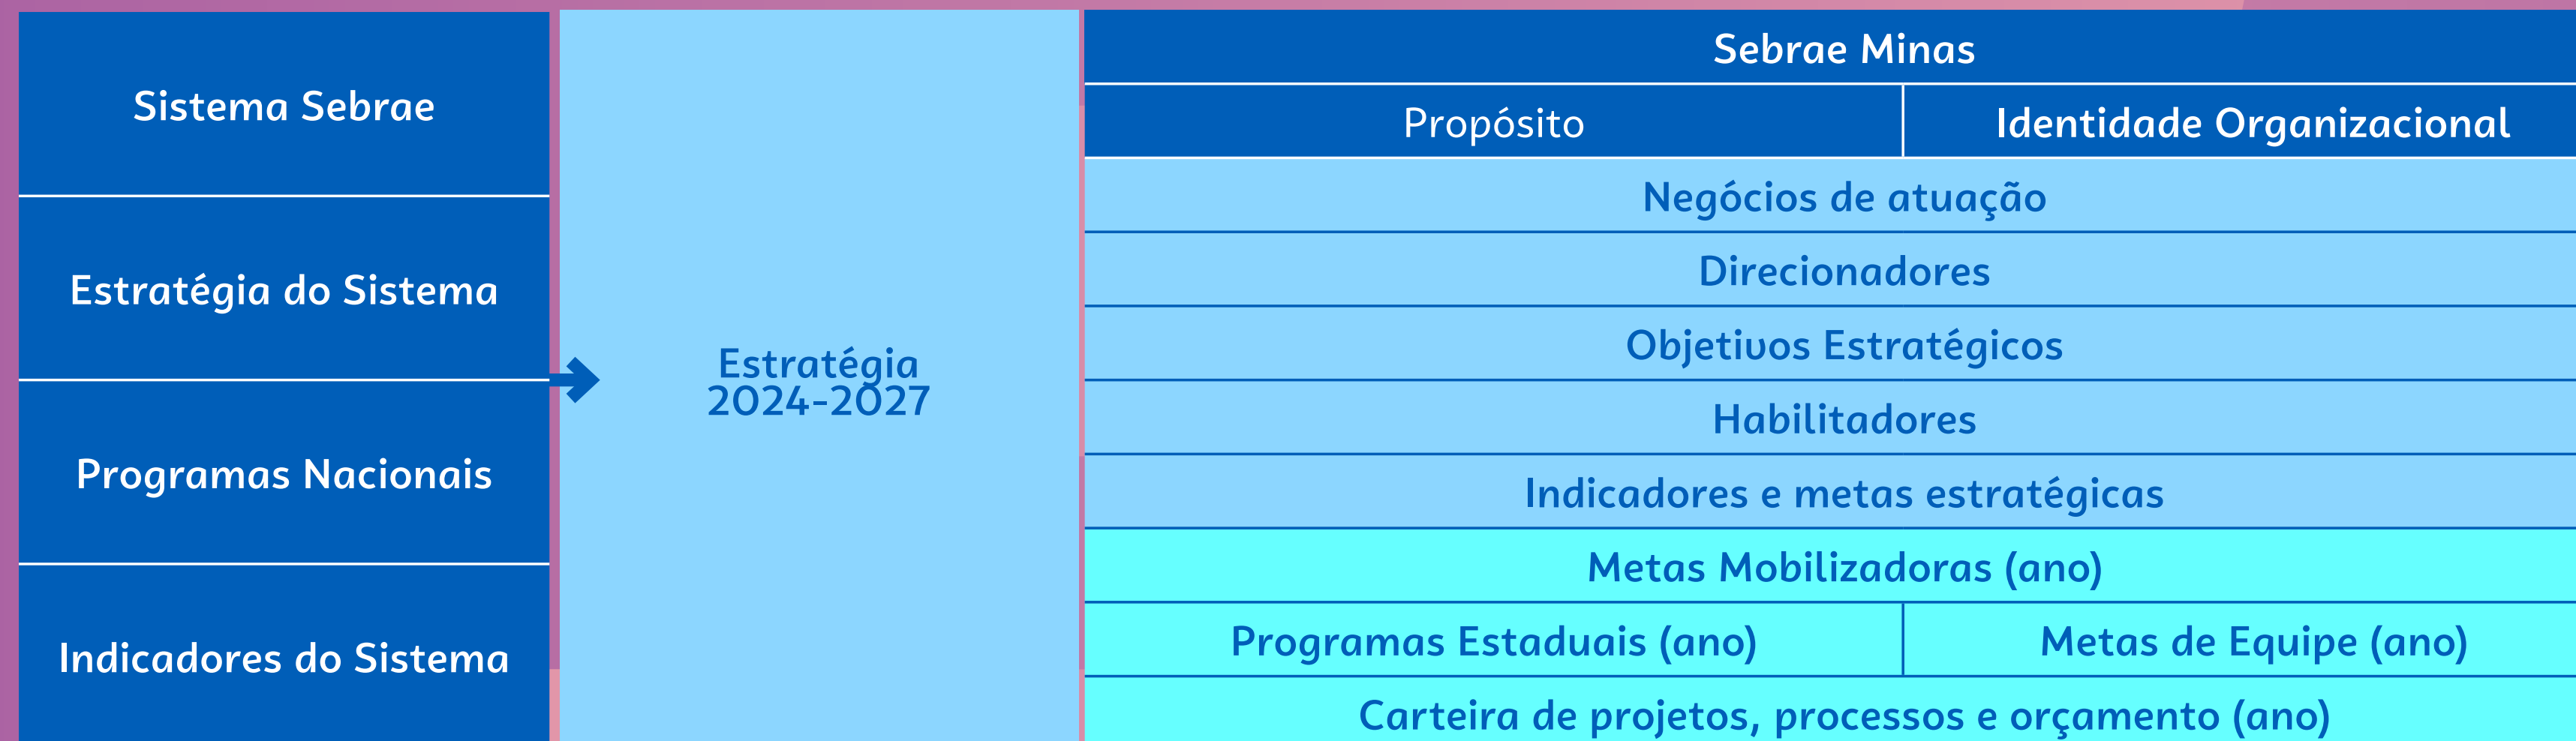 Sistema Sebrae
Estratégia do Sistema
Programas Nacionais
Indicadores do Sistema
Estratégia
2024-2027
Sebrae Minas
Propósito
Identidade Organizacional
Negócios de atuação
Direcionadores
Objetivos Estratégicos
Habilitadores
Indicadores e metas estratégicas
Metas Mobilizadoras (ano)
Programas Estaduais (ano)
Metas de Equipe (ano)
Carteira de projetos, processos e orçamento (ano)